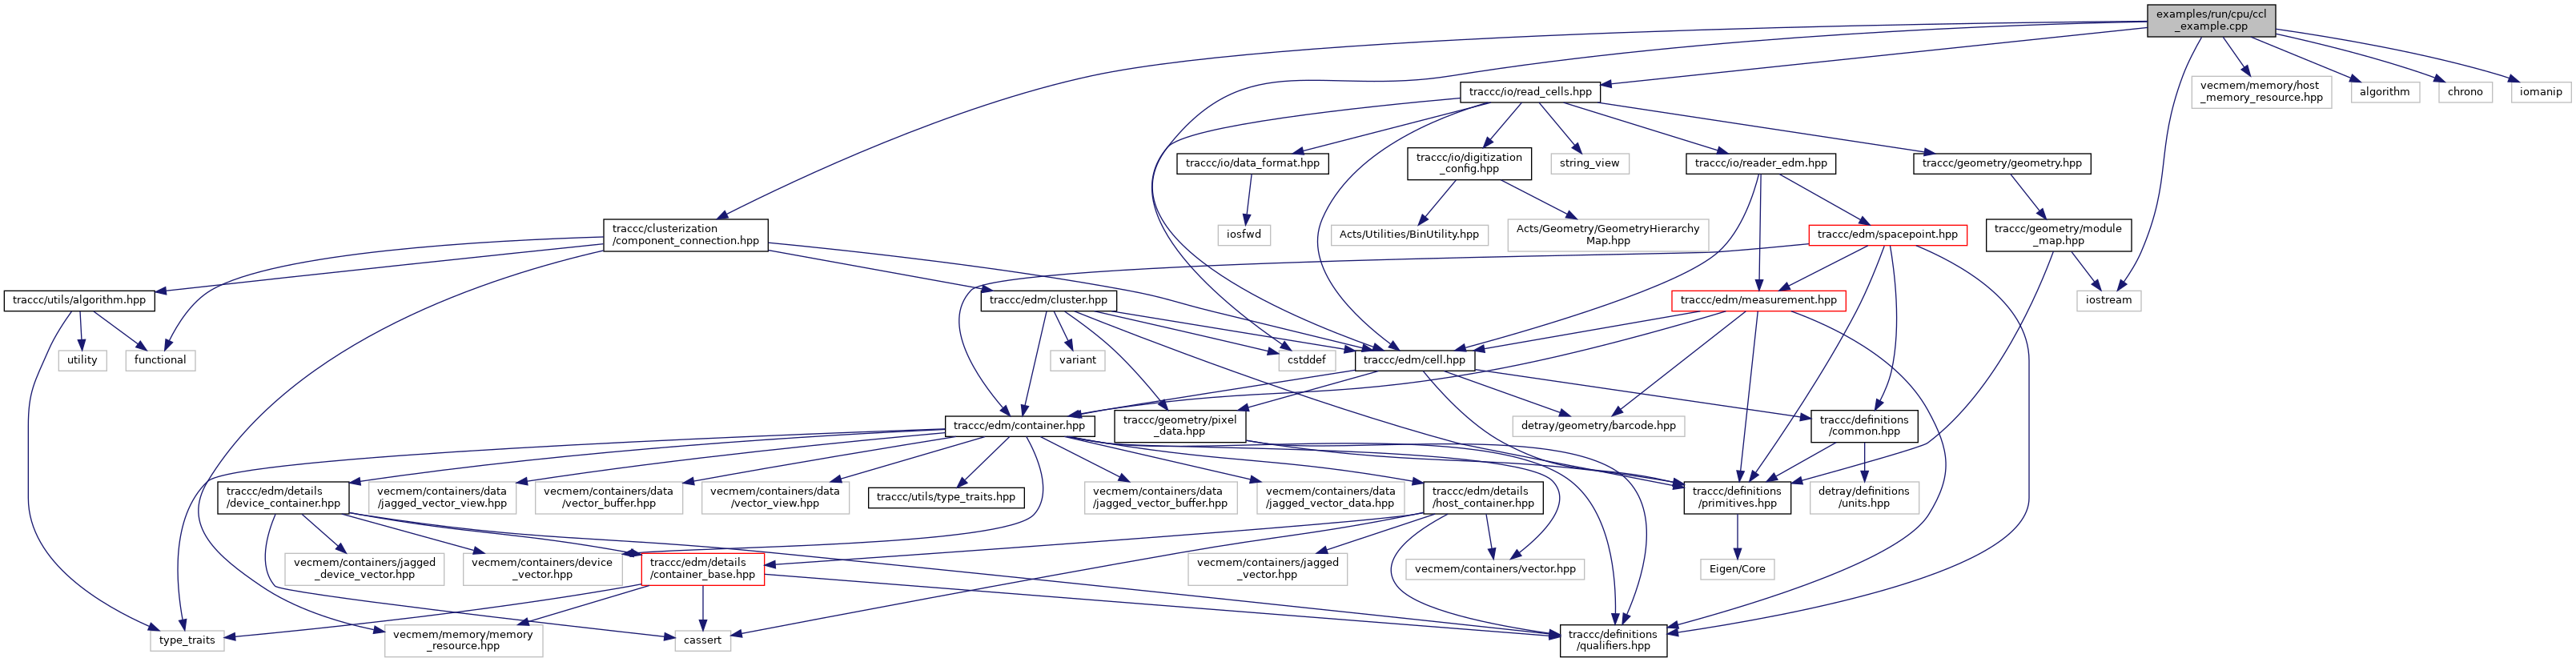 examples/run/cpu/ccl
_example.cpp
traccc/io/read_cells.hpp
vecmem/memory/host
_memory_resource.hpp
algorithm
chrono
iomanip
traccc/io/data_format.hpp
traccc/io/digitization
_config.hpp
string_view
traccc/io/reader_edm.hpp
traccc/geometry/geometry.hpp
traccc/clusterization
/component_connection.hpp
iosfwd
Acts/Utilities/BinUtility.hpp
Acts/Geometry/GeometryHierarchy
Map.hpp
traccc/edm/spacepoint.hpp
traccc/geometry/module
_map.hpp
traccc/utils/algorithm.hpp
traccc/edm/cluster.hpp
traccc/edm/measurement.hpp
iostream
utility
functional
variant
cstddef
traccc/edm/cell.hpp
traccc/edm/container.hpp
traccc/geometry/pixel
_data.hpp
detray/geometry/barcode.hpp
traccc/definitions
/common.hpp
traccc/edm/details
/device_container.hpp
vecmem/containers/data
/jagged_vector_view.hpp
vecmem/containers/data
/vector_buffer.hpp
vecmem/containers/data
/vector_view.hpp
traccc/utils/type_traits.hpp
vecmem/containers/data
/jagged_vector_buffer.hpp
vecmem/containers/data
/jagged_vector_data.hpp
traccc/edm/details
/host_container.hpp
traccc/definitions
/primitives.hpp
detray/definitions
/units.hpp
vecmem/containers/jagged
_device_vector.hpp
vecmem/containers/device
_vector.hpp
traccc/edm/details
/container_base.hpp
vecmem/containers/jagged
_vector.hpp
vecmem/containers/vector.hpp
Eigen/Core
type_traits
vecmem/memory/memory
_resource.hpp
cassert
traccc/definitions
/qualifiers.hpp